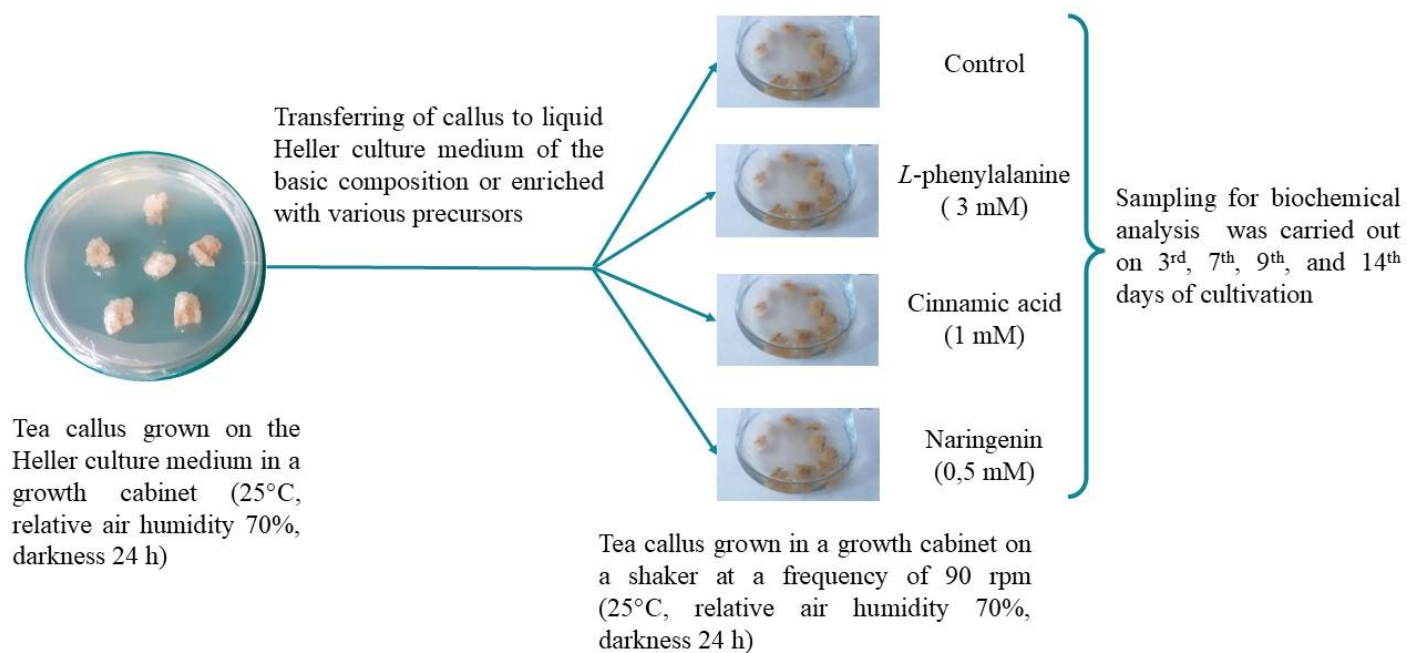 Tea callus grown on the
Heller culture medium in a
growth cabinet (25°C,
relative air humidity 70%,
darkness 24 h)
Transferring of callus to liquid
Heller culture medium of the
basic composition or enriched
with various precursors
Control
L-phenylalanine
( 3 mM)
Cinnamic acid
(1 mM)
Naringenin
(0,5 mM)
Tea callus grown in a growth cabinet on
a shaker at a frequency of 90 rpm
(25°C, relative air humidity 70%,
darkness 24 h)
Sampling for biochemical
analysis was carried out
on 3rd, 7th, 9th, and 14th
days of cultivation